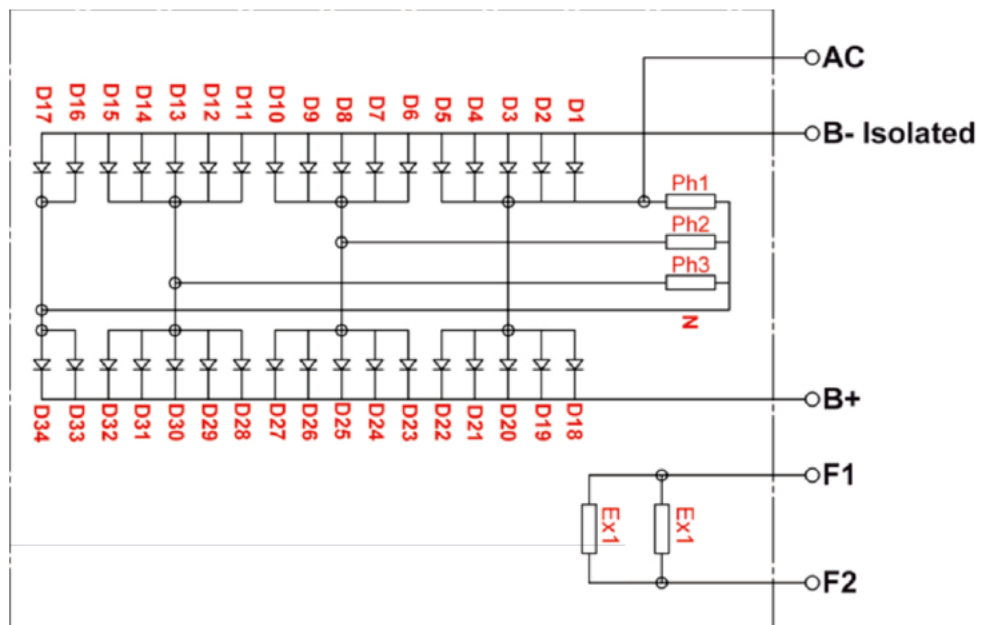 AC
D17 D16 D15 D14 D13 D12 D11 D10 D9 D8 D7 D6 D5 D4 D3 D2 D1
B- Isolated
Ph1
Ph2
Ph3
N
B+
D34 D33 D32 D31 D30 D29 D28 D27 D26 D25 D24 D23 D22 D21 D20 D19 D18
F1
Ex1 Ex1
F2